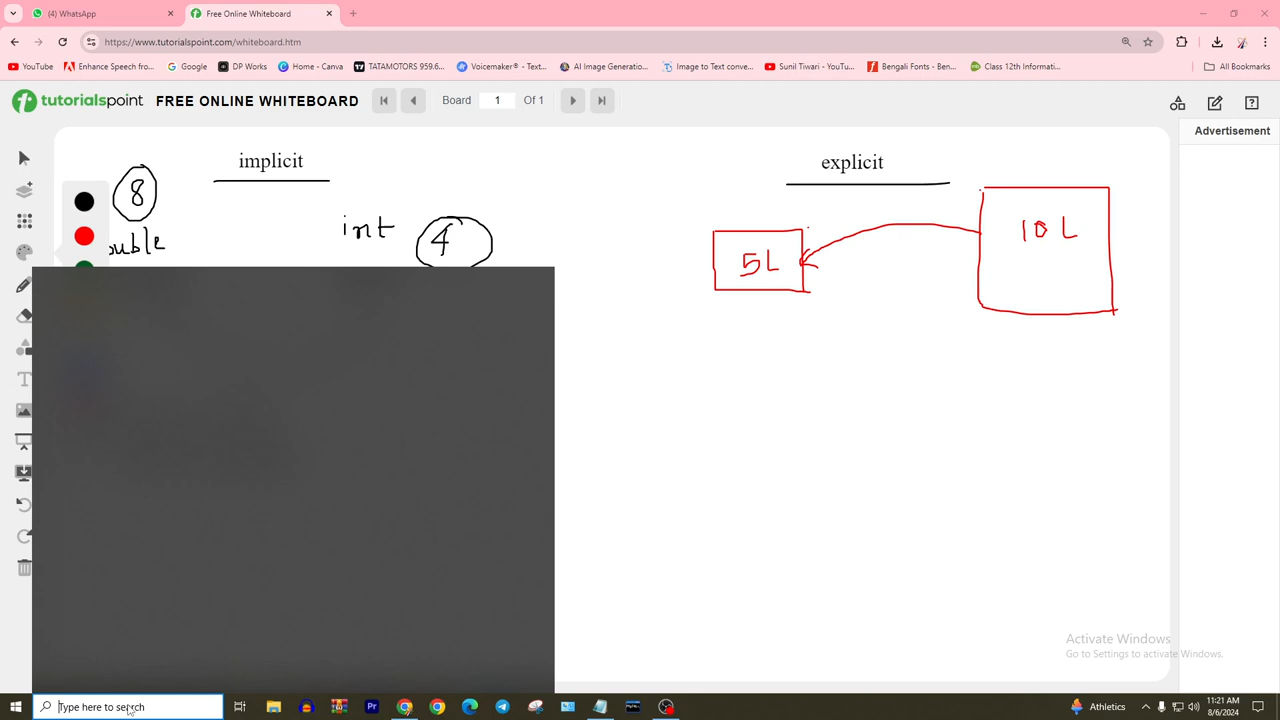 (4) WhatsApp
Free Online Whiteboard
https://www.tutorialspoint.com/whiteboard.htm
YouTube
Enhance Speech fro...
Google
DP Works
Home - Canva
TATAMOTORS 959.6...
Voicemaker® - Text...
AI Image Generatio...
Image to Text conve...
Sunil Tiwari - YouTu...
Bengali Fonts - Ben...
Class 12th Informati...
All Bookmarks
tutorialspoint FREE ONLINE WHITEBOARD
Board 1 Of 1
Advertisement
implicit
explicit
8
ouble
int 4
5L
10 L
T
Activate Windows
Go to Settings to activate Windows.
Type here to search
Pr
Athletics
11:21 AM
8/6/2024